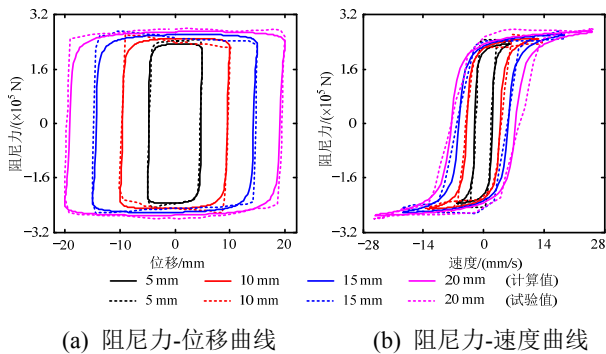 3.2 3.2
1.6 1.6
0 0
−1.6 −1.6
−3.2 −3.2
阻尼力/(×10⁵ N) 阻尼力/(×10⁵ N)
−20 −10 0 10 20 −28 −14 0 14 28
位移/mm 速度/(mm/s)
5 mm 10 mm 15 mm 20 mm (计算值)
5 mm 10 mm 15 mm 20 mm (试验值)
(a) 阻尼力-位移曲线 (b) 阻尼力-速度曲线